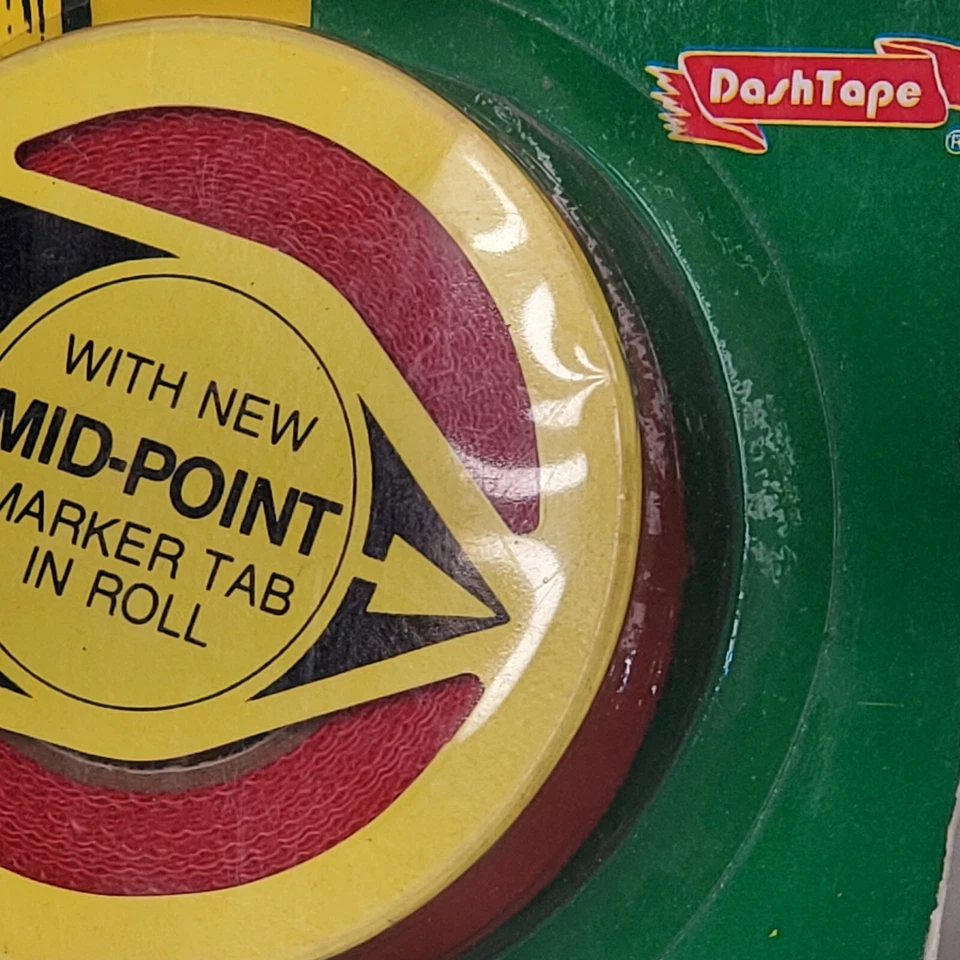 DashTape
®
WITH NEW
MID-POINT
MARKER TAB
IN ROLL